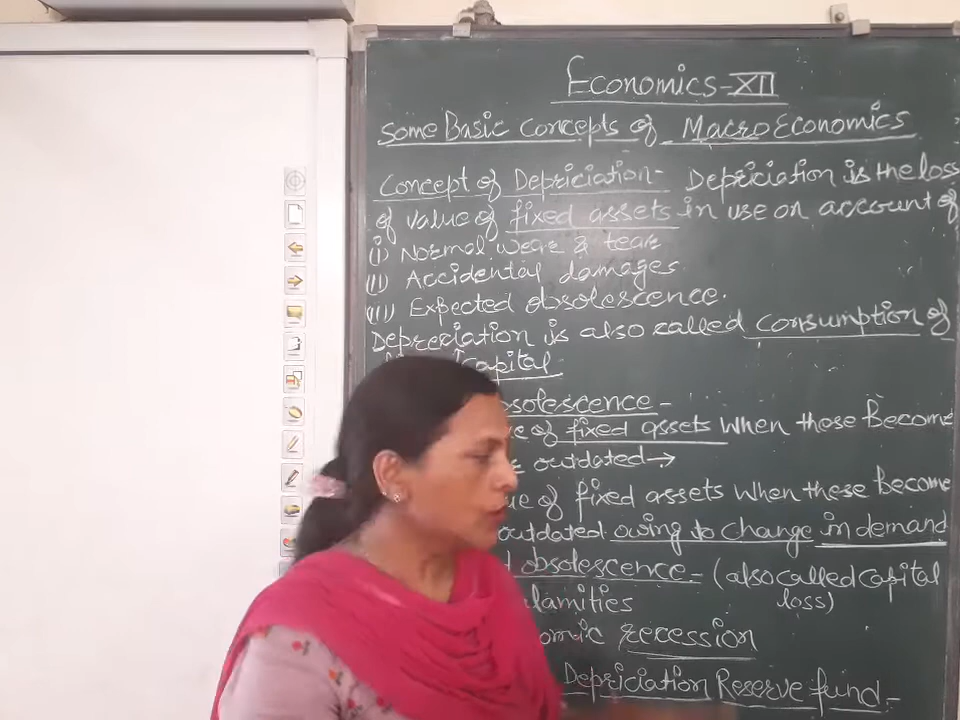 Economics-XII
Some Basic Concepts of Macro Economics
Concept of Depriciation- Depriciation is the loss
of value of fixed assets in use on account of
(i) Normal wear & tear
(ii) Accidental damages
(iii) Expected obsolescence.
Depreciation is also called consumption of
capital
obsolescence-
of fixed assets when these Become
outdated →
of fixed assets when these Become
outdated owing to change in demand
obsolescence- (also called capital
loss)
recession
Depriciation Reserve fund-